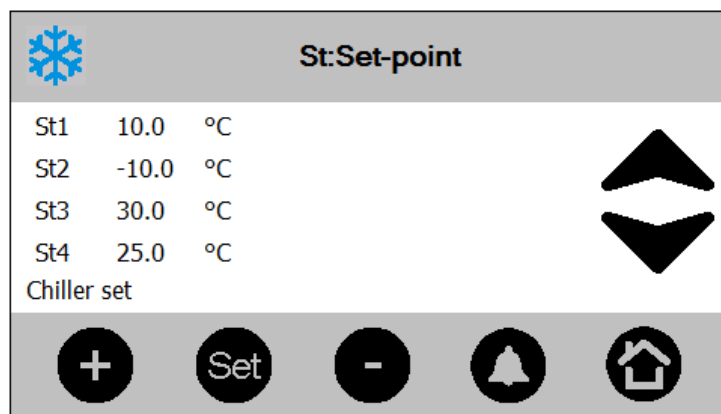 St:Set-point
St1 10.0 °C
St2 -10.0 °C
St3 30.0 °C
St4 25.0 °C
Chiller set
+ Set -